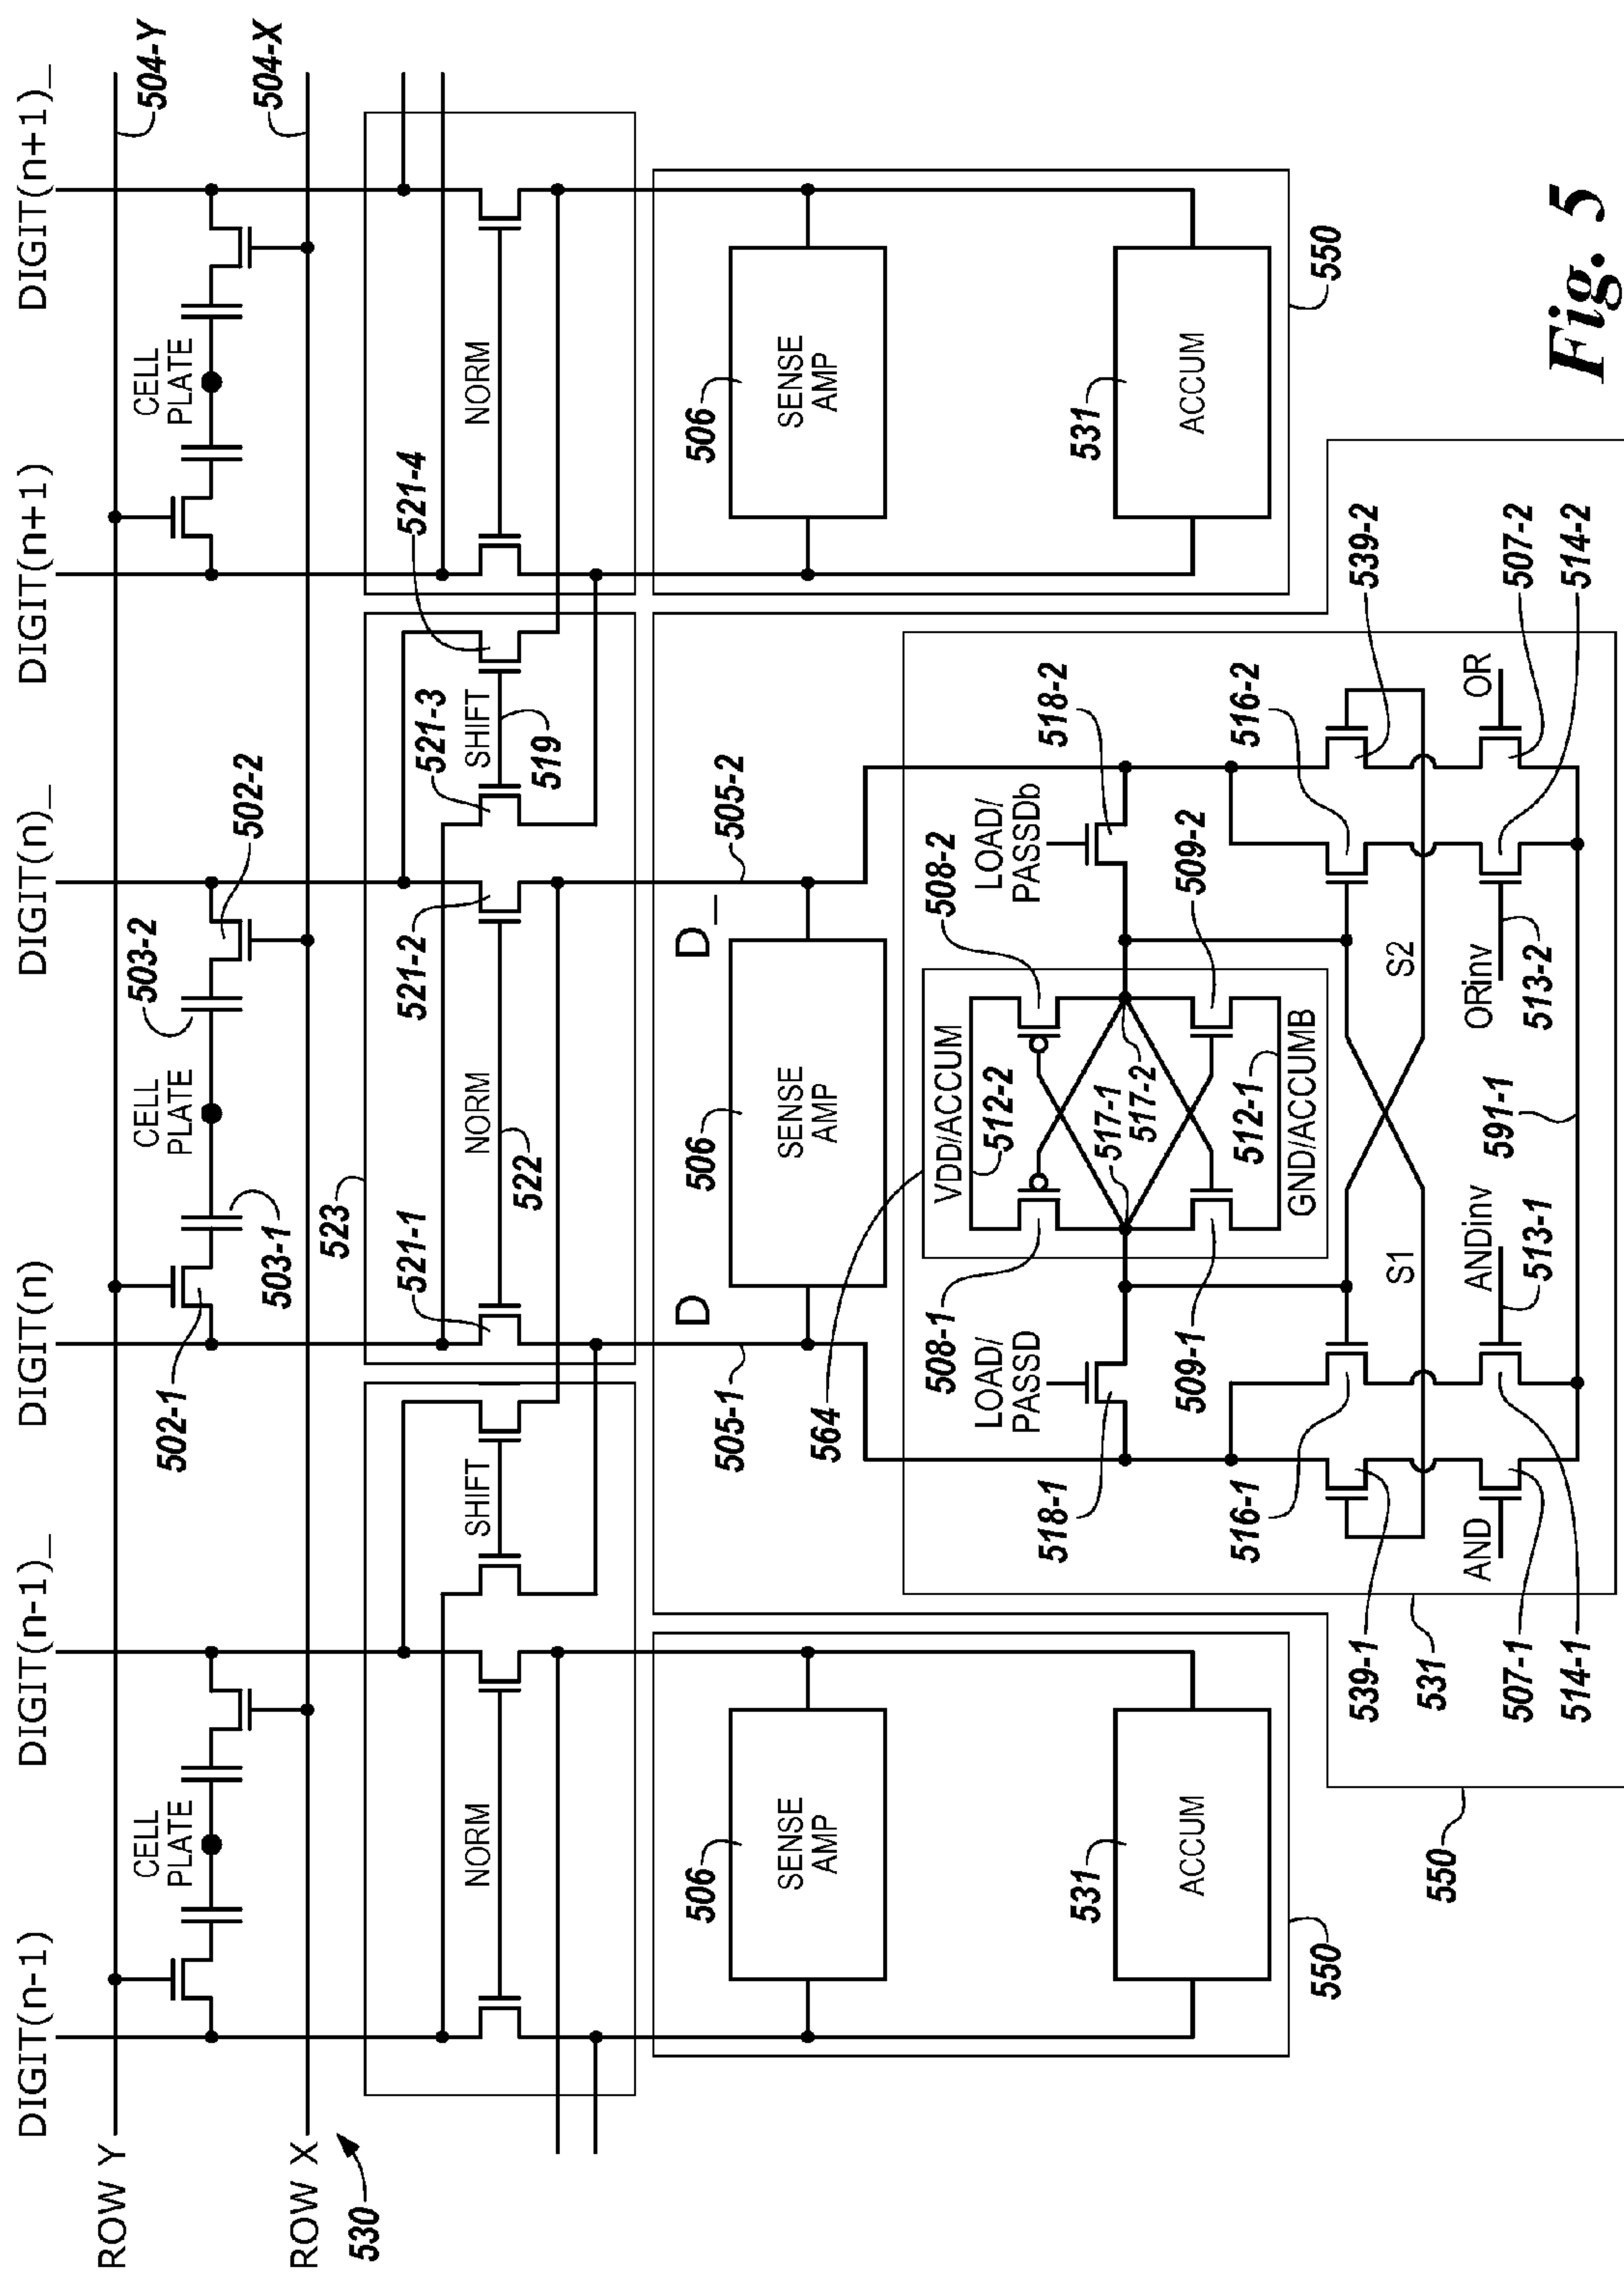 DIGIT(n-1)
DIGIT(n-1)_
DIGIT(n)
DIGIT(n)_
DIGIT(n+1)
DIGIT(n+1)_
ROW Y
504-Y
CELL
PLATE
CELL
PLATE
CELL
PLATE
502-1
503-1
503-2
502-2
ROW X
504-X
530
523
521-1
521-2
521-3
521-4
NORM
SHIFT
NORM
522
SHIFT
519
NORM
505-1
D
D_
505-2
506
SENSE
AMP
506
SENSE
AMP
506
SENSE
AMP
564
508-1
508-2
VDD/ACCUM
512-2
LOAD/
PASSD
LOAD/
PASSDb
518-1
518-2
517-1
517-2
531
ACCUM
531
ACCUM
509-1
509-2
512-1
GND/ACCUMB
516-1
516-2
550
550
539-1
539-2
S1
S2
531
550
AND
ANDinv
ORinv
OR
507-1
513-1
591-1
513-2
507-2
514-1
514-2
Fig. 5